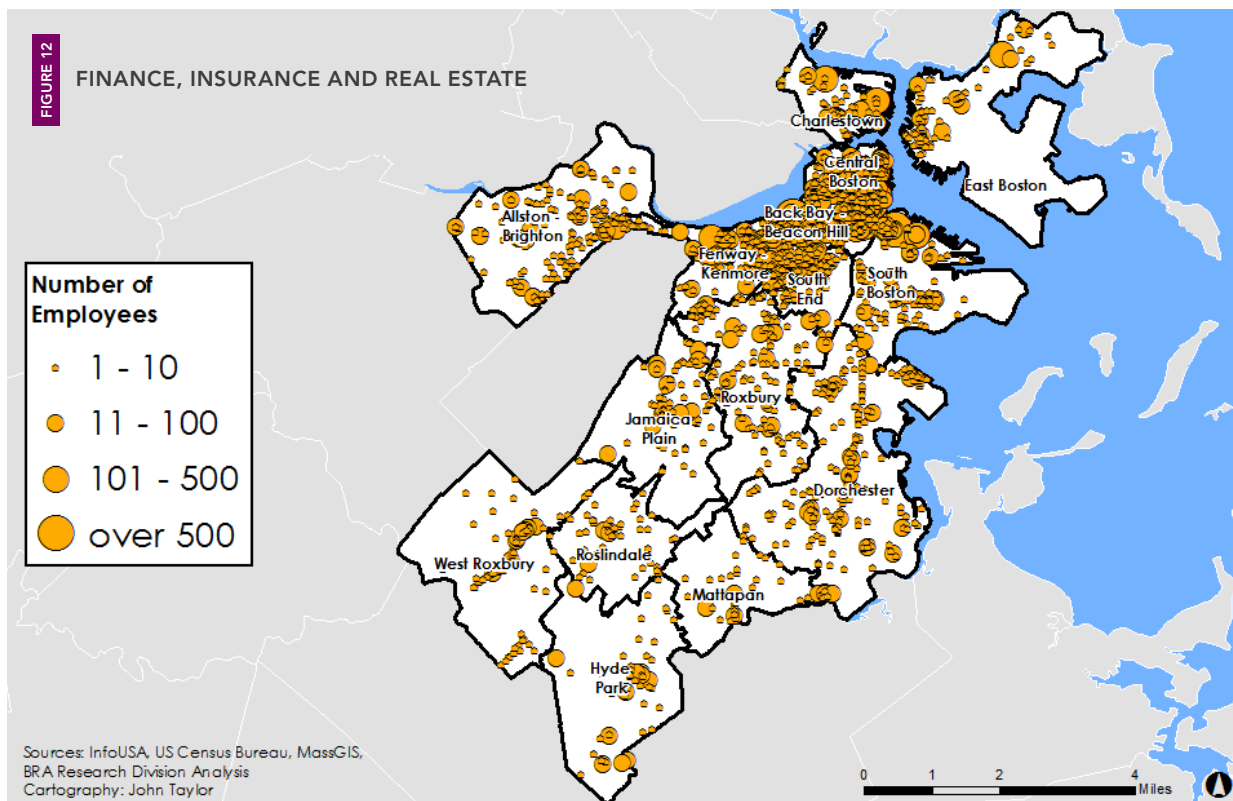 FIGURE 12
FINANCE, INSURANCE AND REAL ESTATE
Charlestown
Central
Boston
East Boston
Allston -
Brighton
Back Bay -
Beacon Hill
Fenway -
Kenmore
South
End
South
Boston
Roxbury
Jamaica
Plain
Dorchester
West Roxbury
Roslindale
Mattapan
Hyde
Park
Number of
Employees
1 - 10
11 - 100
101 - 500
over 500
Sources: InfoUSA, US Census Bureau, MassGIS,
BRA Research Division Analysis
Cartography: John Taylor
0 1 2 4
Miles